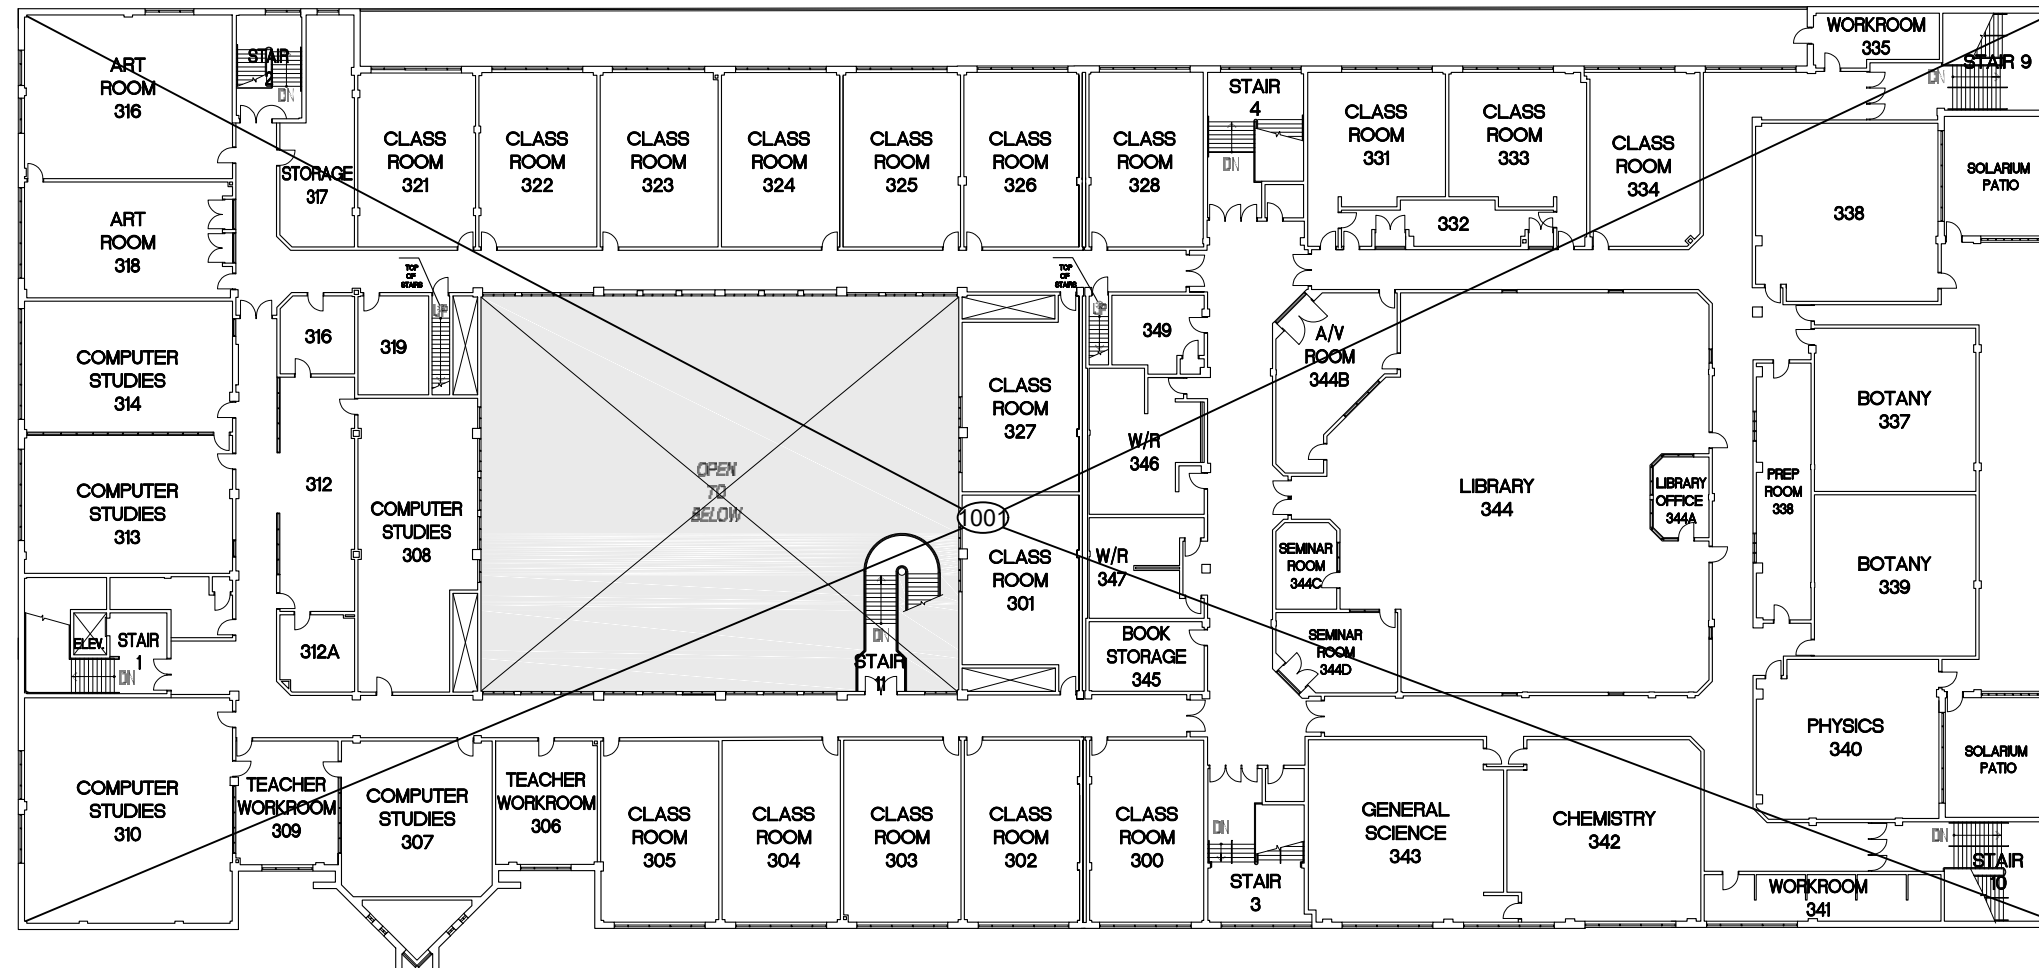 ART
ROOM
316
STAIR
2
DN
STORAGE
317
CLASS
ROOM
321
CLASS
ROOM
322
CLASS
ROOM
323
CLASS
ROOM
324
CLASS
ROOM
325
CLASS
ROOM
326
CLASS
ROOM
328
STAIR
4
DN
CLASS
ROOM
331
CLASS
ROOM
333
CLASS
ROOM
334
332
WORKROOM
335
STAIR 9
DN
338
SOLARIUM
PATIO
ART
ROOM
318
TOP
OF
STAIRS
UP
TOP
OF
STAIRS
UP
COMPUTER
STUDIES
314
316
319
CLASS
ROOM
327
349
A/V
ROOM
344B
BOTANY
337
COMPUTER
STUDIES
313
312
COMPUTER
STUDIES
308
OPEN
TO
BELOW
1001
W/R
346
LIBRARY
344
LIBRARY
OFFICE
344A
PREP
ROOM
338
CLASS
ROOM
301
W/R
347
SEMINAR
ROOM
344C
BOTANY
339
ELEV.
STAIR
1
DN
312A
DN
STAIR
11
BOOK
STORAGE
345
SEMINAR
ROOM
344D
PHYSICS
340
SOLARIUM
PATIO
COMPUTER
STUDIES
310
TEACHER
WORKROOM
309
COMPUTER
STUDIES
307
TEACHER
WORKROOM
306
CLASS
ROOM
305
CLASS
ROOM
304
CLASS
ROOM
303
CLASS
ROOM
302
CLASS
ROOM
300
DN
STAIR
3
GENERAL
SCIENCE
343
CHEMISTRY
342
DN
STAIR
10
WORKROOM
341